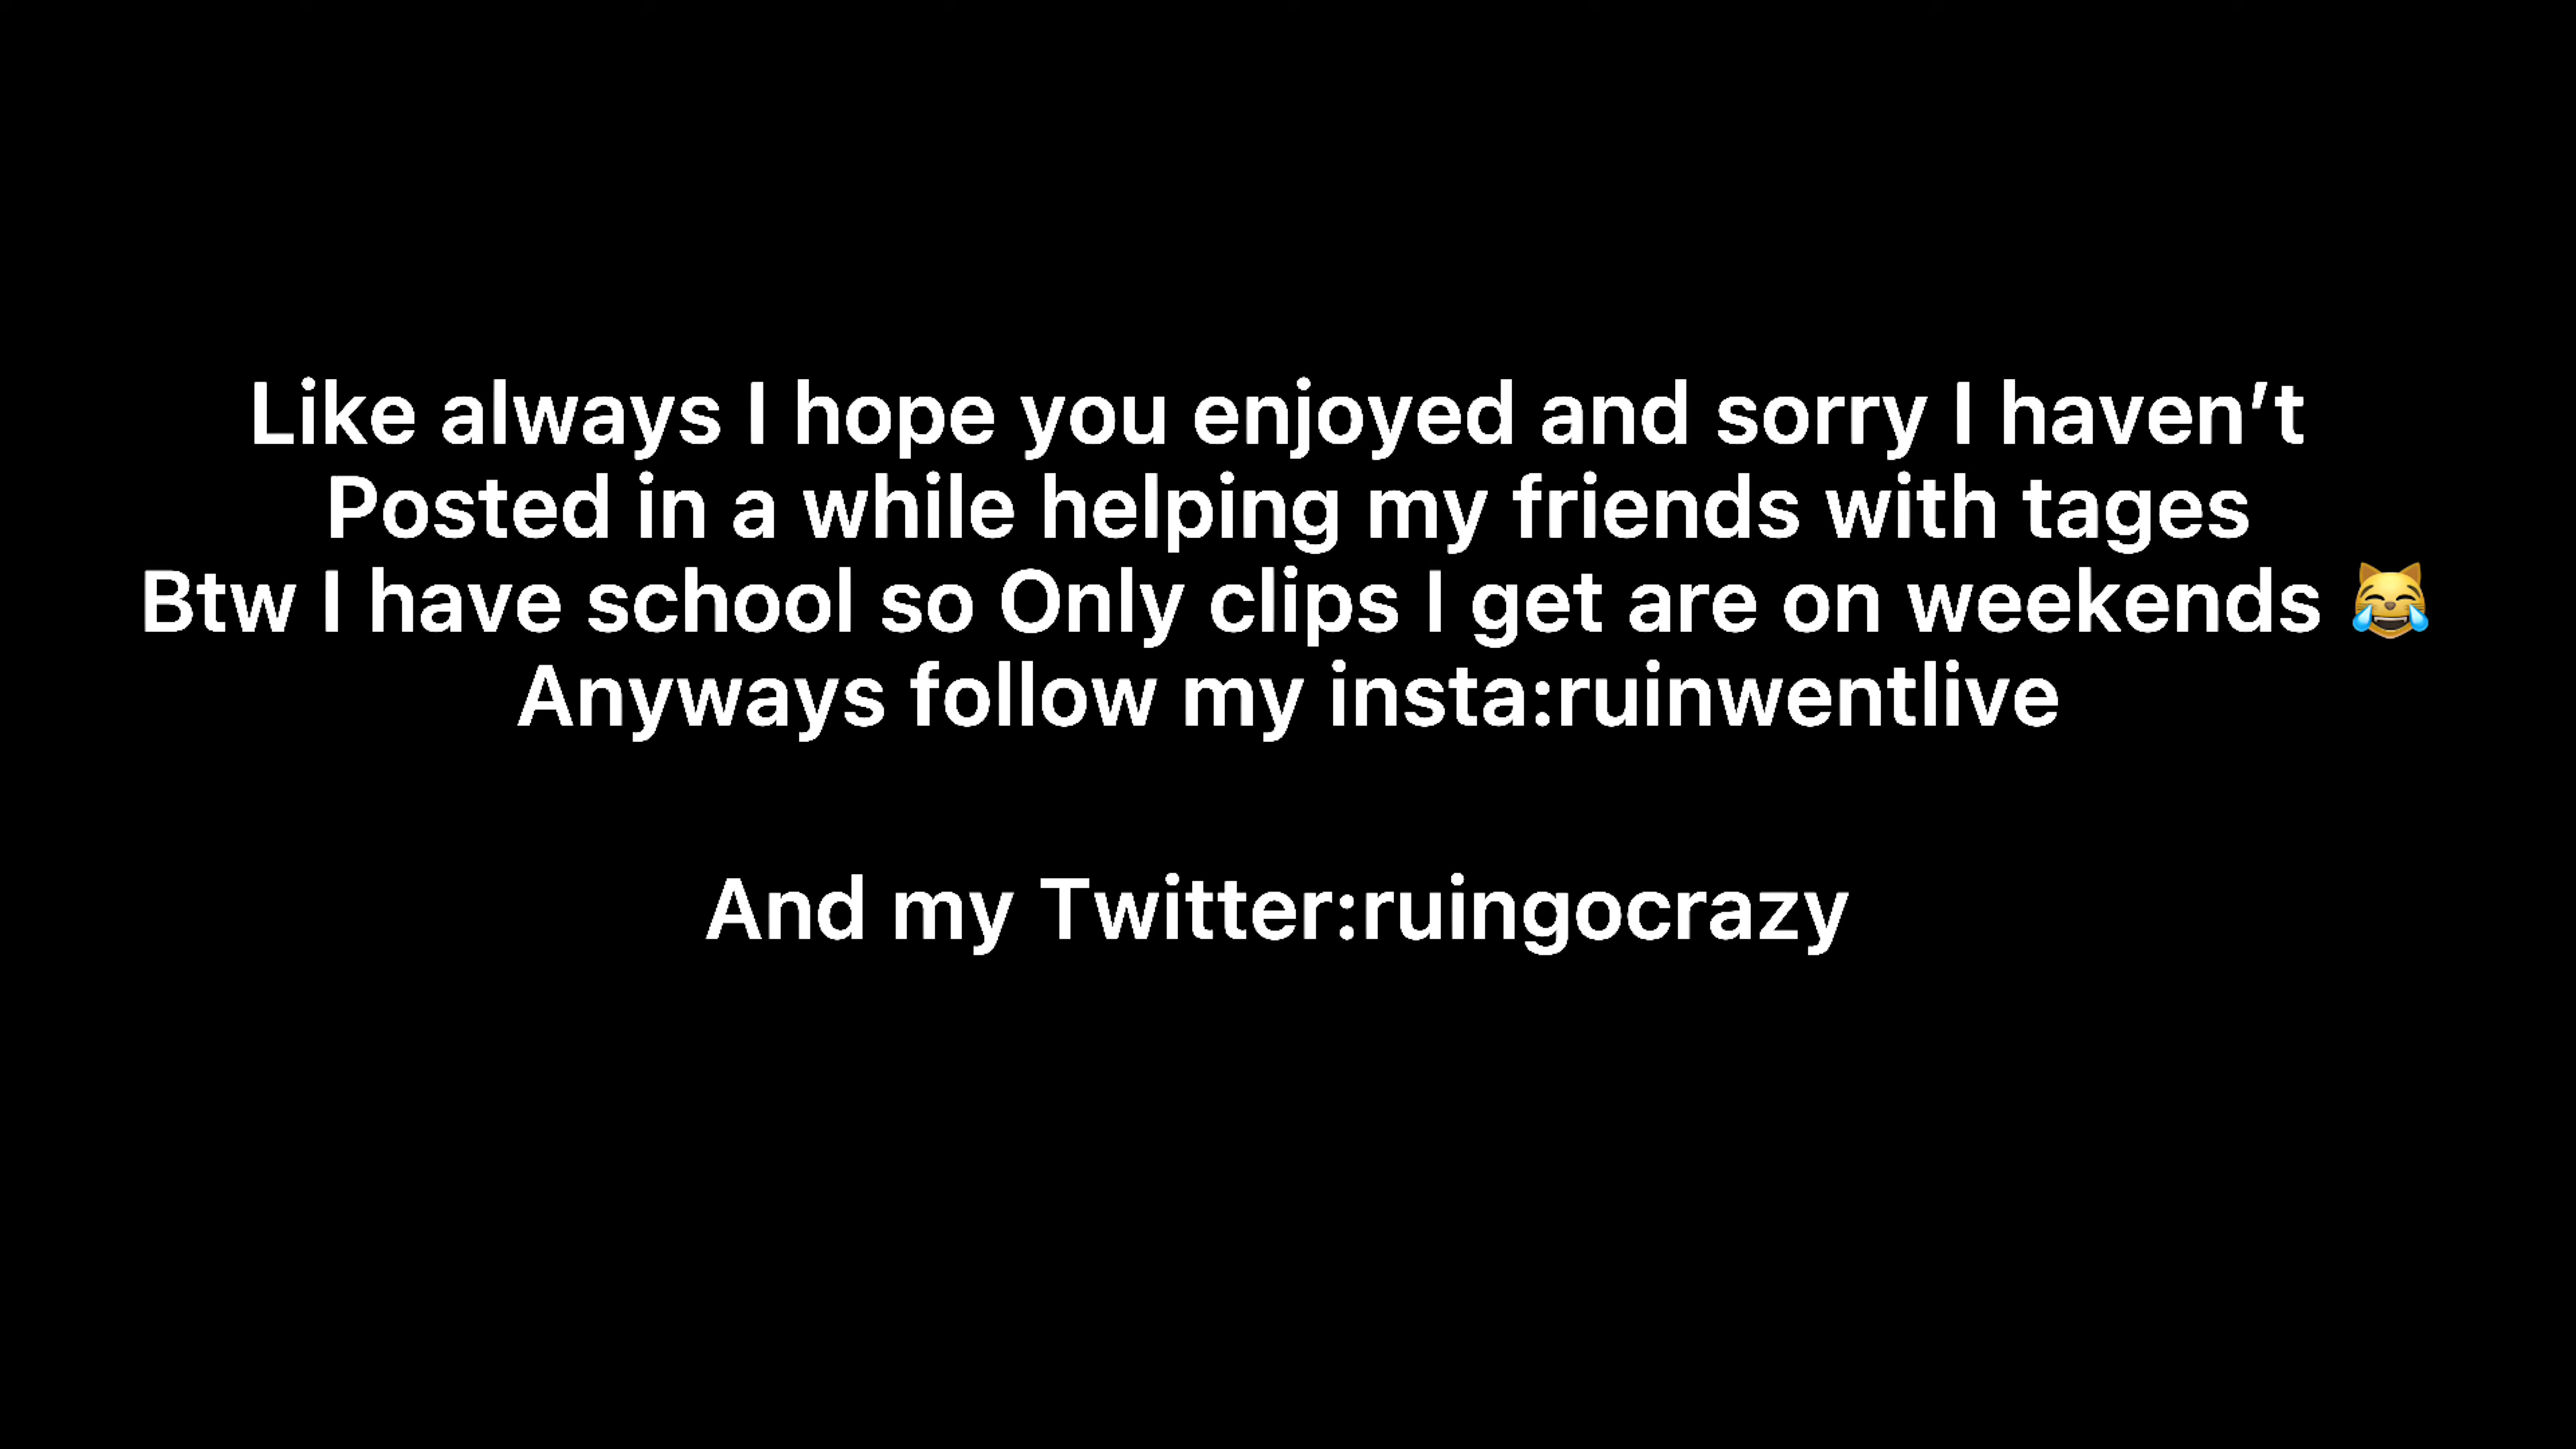 Like always I hope you enjoyed and sorry I haven’t
Posted in a while helping my friends with tages
Btw I have school so Only clips I get are on weekends 😹
Anyways follow my insta:ruinwentlive
And my Twitter:ruingocrazy